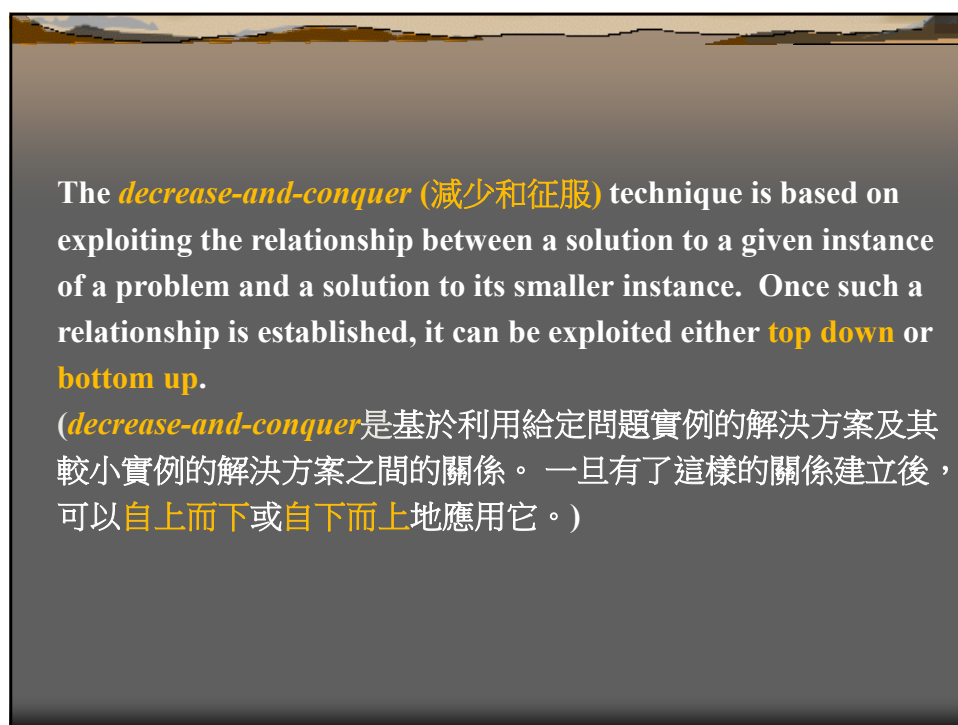 The decrease-and-conquer (減少和征服) technique is based on
exploiting the relationship between a solution to a given instance
of a problem and a solution to its smaller instance.  Once such a
relationship is established, it can be exploited either top down or
bottom up.
(decrease-and-conquer是基於利用給定問題實例的解決方案及其
較小實例的解決方案之間的關係。 一旦有了這樣的關係建立後，
可以自上而下或自下而上地應用它。)